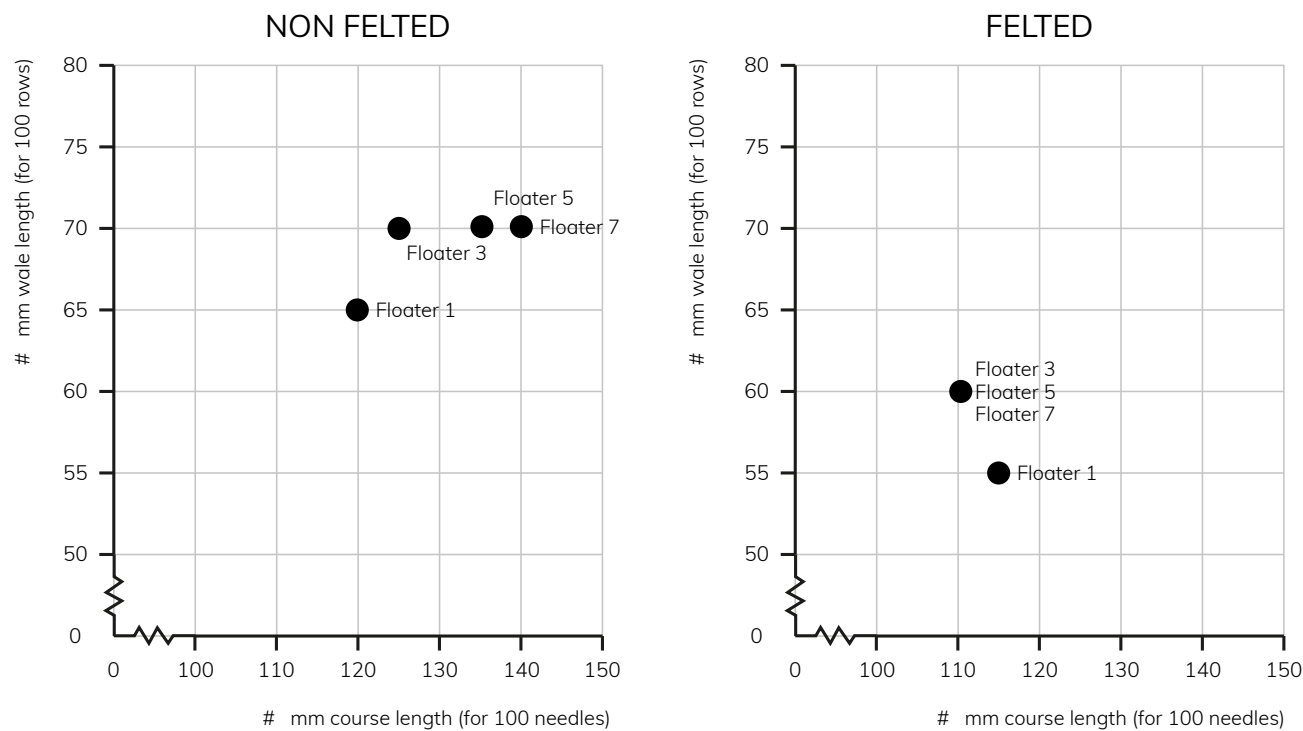 NON FELTED
# mm wale length (for 100 rows)
80
75
70
65
60
55
50
0
Floater 5
Floater 7
Floater 3
Floater 1
0 100 110 120 130 140 150
# mm course length (for 100 needles)
FELTED
# mm wale length (for 100 rows)
80
75
70
65
60
55
50
0
Floater 3
Floater 5
Floater 7
Floater 1
0 100 110 120 130 140 150
# mm course length (for 100 needles)